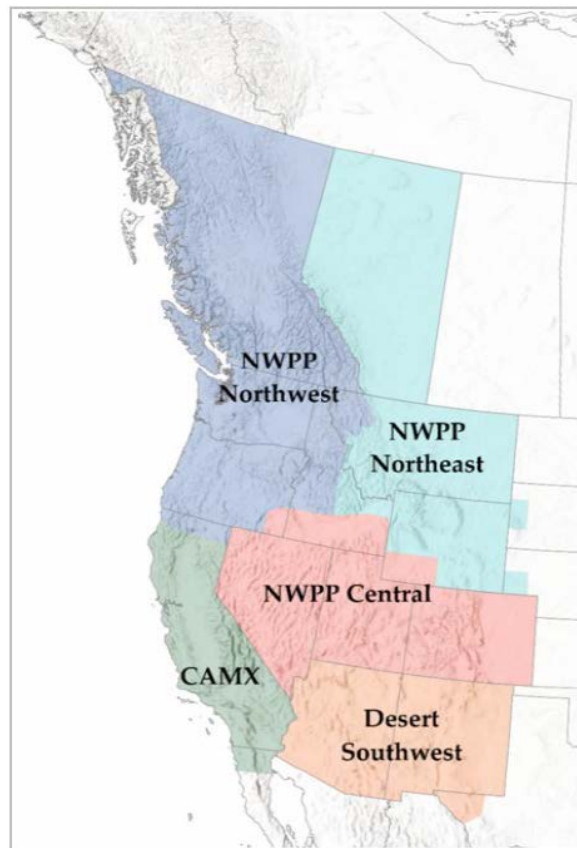 NWPP
Northwest
NWPP
Northeast
NWPP Central
CAMX
Desert
Southwest